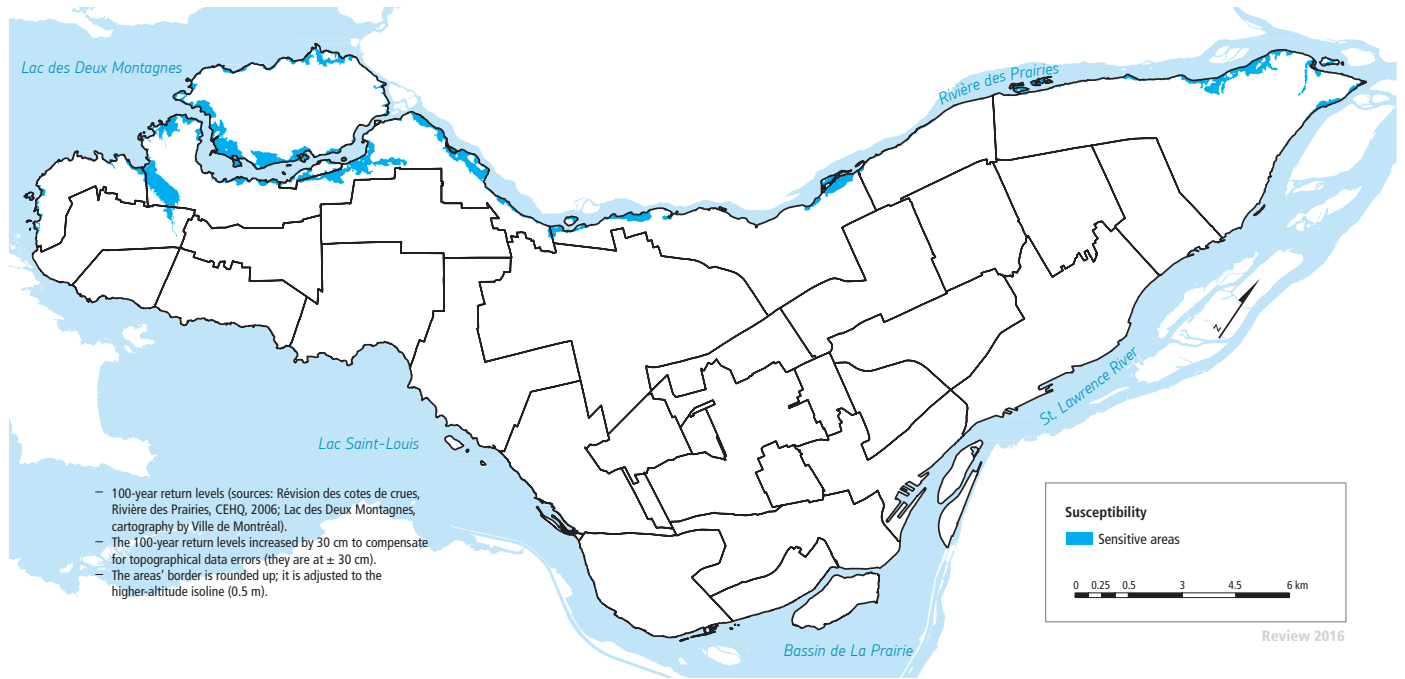 Lac des Deux Montagnes
Rivière des Prairies
N
St. Lawrence River
Lac Saint-Louis
– 100-year return levels (sources: Révision des cotes de crues,
Rivière des Prairies, CEHQ, 2006; Lac des Deux Montagnes,
cartography by Ville de Montréal).
– The 100-year return levels increased by 30 cm to compensate
for topographical data errors (they are at ± 30 cm).
– The areas’ border is rounded up; it is adjusted to the
higher-altitude isoline (0.5 m).
Susceptibility
Sensitive areas
0 0.25 0.5 3 4.5 6 km
Review 2016
Bassin de La Prairie